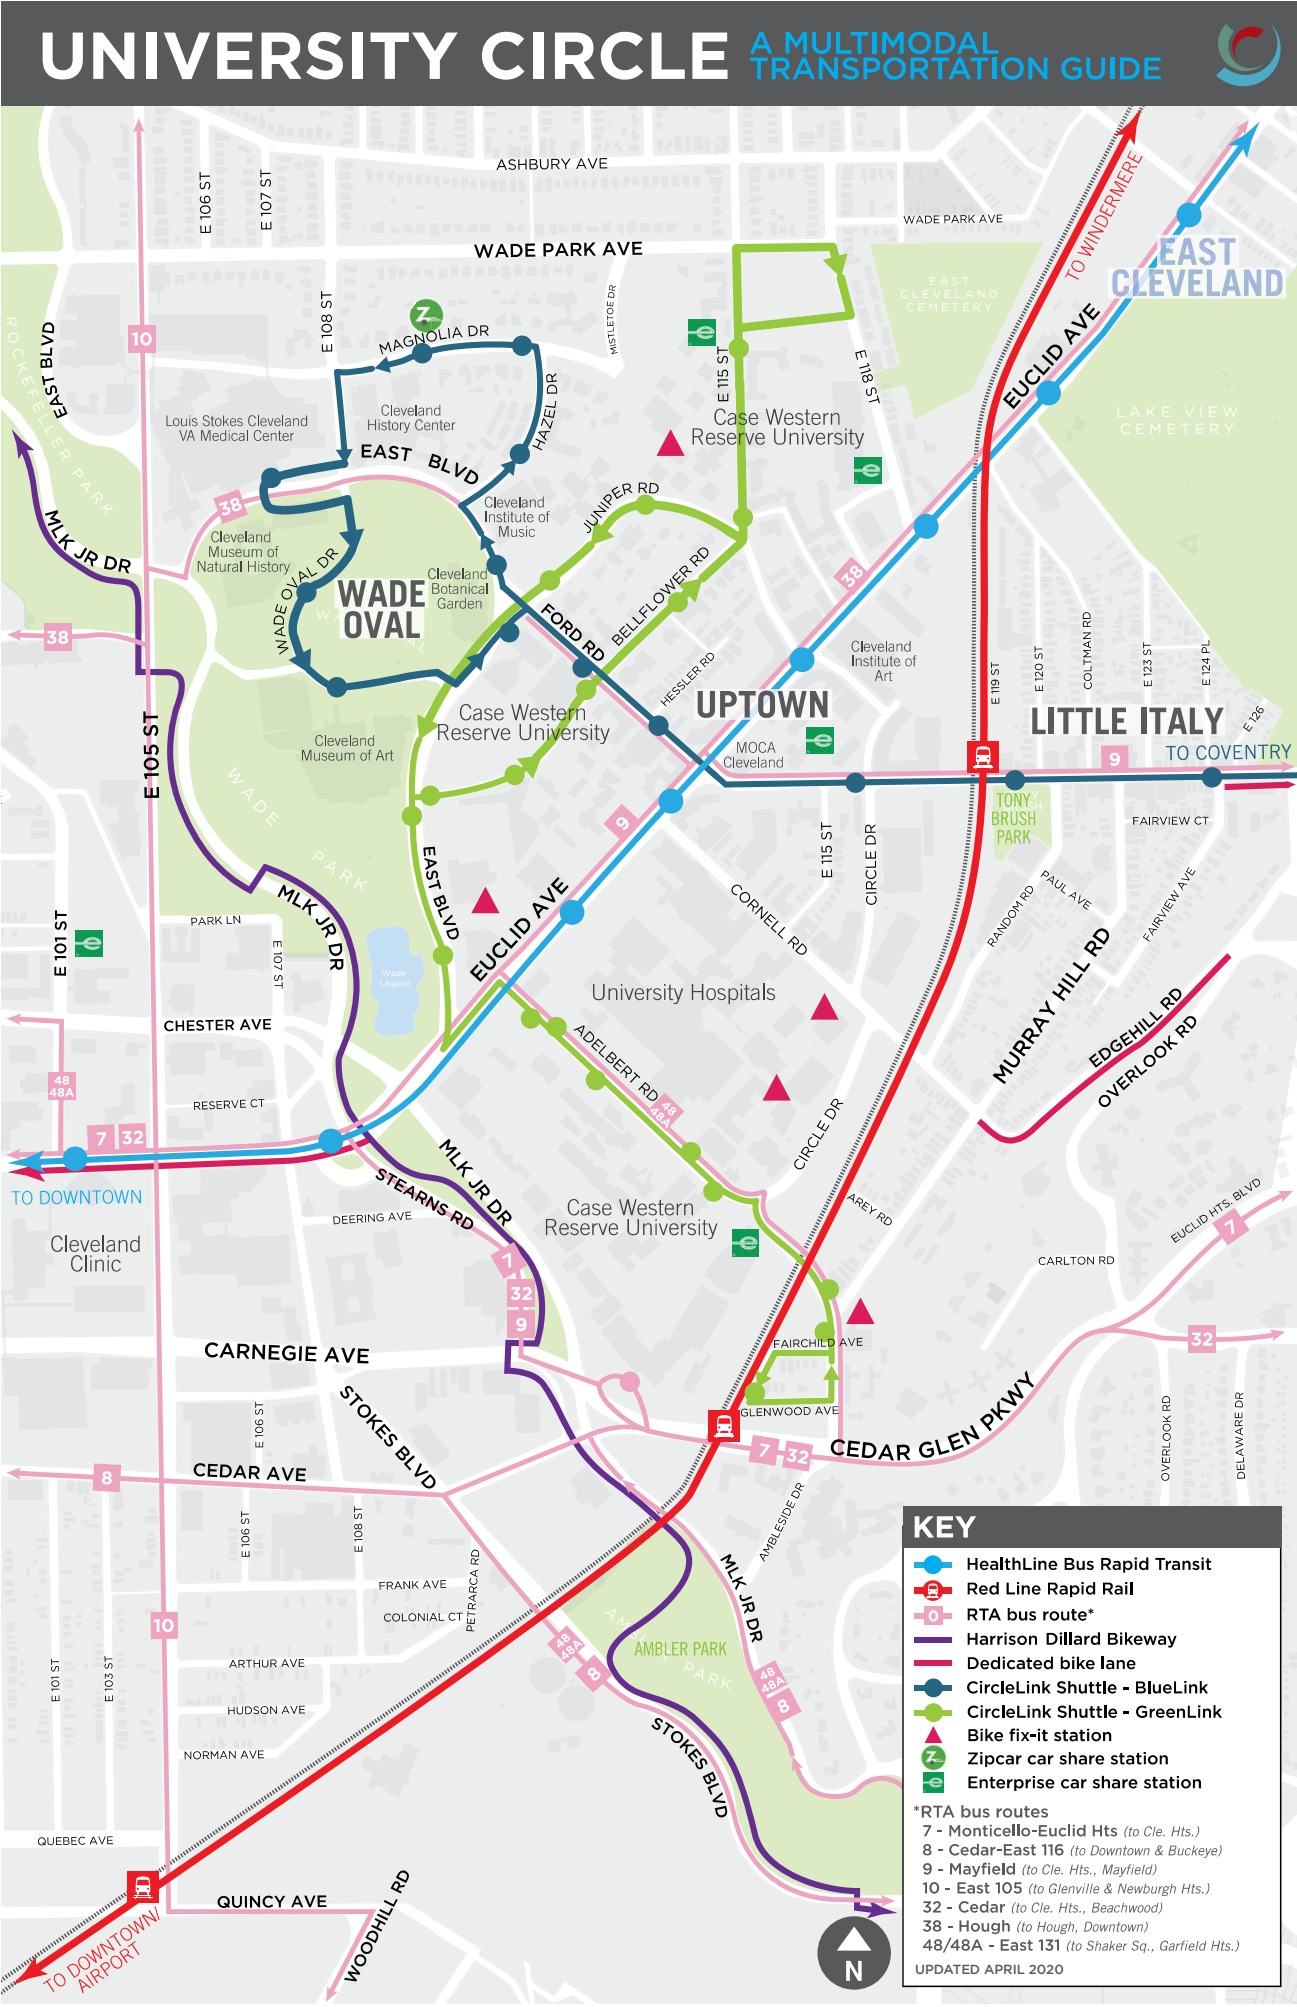 UNIVERSITY CIRCLE
A MULTIMODAL
TRANSPORTATION GUIDE
ASHBURY AVE
E 106 ST
E 107 ST
WADE PARK AVE
WADE PARK AVE
TO WINDERMERE
EAST
CLEVELAND
EAST
CLEVELAND
CEMETERY
E 108 ST
MISTLETOE DR
10
EAST BLVD
ROCKEFELLER PARK
MAGNOLIA DR
E 115 ST
E 118 ST
EUCLID AVE
HAZEL DR
Louis Stokes Cleveland
VA Medical Center
Cleveland
History Center
Case Western
Reserve University
LAKE VIEW
CEMETERY
EAST BLVD
38
Cleveland
Institute of
Music
JUNIPER RD
MLK JR DR
Cleveland
Museum of
Natural History
WADE OVAL DR
WADE
OVAL
Cleveland
Botanical
Garden
BELLFLOWER RD
38
FORD RD
38
HESSLER RD
Cleveland
Institute of
Art
E 119 ST
E 120 ST
COLTMAN RD
E 123 ST
E 124 PL
E 126
UPTOWN
LITTLE ITALY
E 105 ST
Cleveland
Museum of Art
Case Western
Reserve University
MOCA
Cleveland
9
TO COVENTRY
WADE
PARK
TONY
BRUSH
PARK
FAIRVIEW CT
9
E 115 ST
CIRCLE DR
EAST BLVD
EUCLID AVE
CORNELL RD
RANDOM RD
PAUL AVE
FAIRVIEW AVE
MLK JR DR
PARK LN
E 101 ST
E 107 ST
Wade
Lagoon
University Hospitals
MURRAY HILL RD
EDGEHILL RD
OVERLOOK RD
CHESTER AVE
ADELBERT RD
48
48A
48
48A
RESERVE CT
CIRCLE DR
7
32
TO DOWNTOWN
MLK JR DR
STEARNS RD
DEERING AVE
Case Western
Reserve University
AREY RD
EUCLID HTS. BLVD
7
Cleveland
Clinic
CARLTON RD
7
32
9
32
CARNEGIE AVE
FAIRCHILD AVE
GLENWOOD AVE
STOKES BLVD
E 106 ST
7
32
CEDAR GLEN PKWY
OVERLOOK RD
DELAWARE DR
8
CEDAR AVE
E 106 ST
E 108 ST
AMBLESIDE DR
PETRARCA RD
FRANK AVE
COLONIAL CT
MLK JR DR
10
48
48A
8
AMBLER PARK
ARTHUR AVE
E 101 ST
E 103 ST
48
48A
8
HUDSON AVE
STOKES BLVD
NORMAN AVE
QUEBEC AVE
QUINCY AVE
WOODHILL RD
TO DOWNTOWN/
AIRPORT
N
KEY
HealthLine Bus Rapid Transit
Red Line Rapid Rail
0
RTA bus route*
Harrison Dillard Bikeway
Dedicated bike lane
CircleLink Shuttle - BlueLink
CircleLink Shuttle - GreenLink
Bike fix-it station
Zipcar car share station
Enterprise car share station
*RTA bus routes
7 - Monticello-Euclid Hts (to Cle. Hts.)
8 - Cedar-East 116 (to Downtown & Buckeye)
9 - Mayfield (to Cle. Hts., Mayfield)
10 - East 105 (to Glenville & Newburgh Hts.)
32 - Cedar (to Cle. Hts., Beachwood)
38 - Hough (to Hough, Downtown)
48/48A - East 131 (to Shaker Sq., Garfield Hts.)
UPDATED APRIL 2020